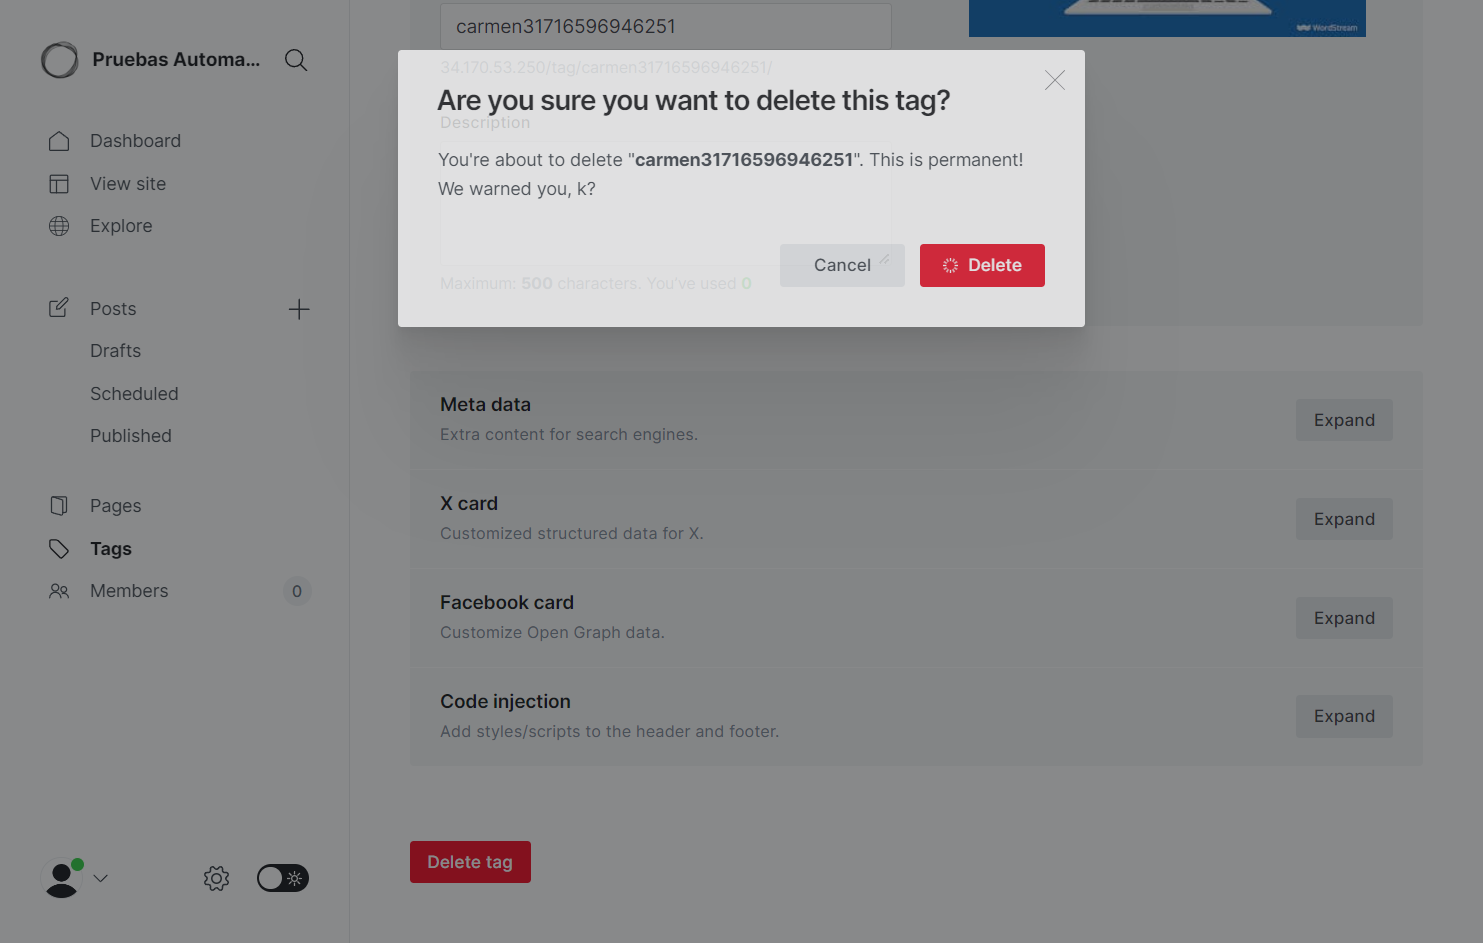 Pruebas Automa...
Dashboard
View site
Explore
Posts
Drafts
Scheduled
Published
Pages
Tags
Members
0
carmen31716596946251
WordStream
34.170.53.250/tag/carmen31716596946251/
Are you sure you want to delete this tag?
Description
You're about to delete "carmen31716596946251". This is permanent!
We warned you, k?
Cancel
Delete
Maximum: 500 characters. You've used 0
Meta data
Extra content for search engines.
Expand
X card
Customized structured data for X.
Expand
Facebook card
Customize Open Graph data.
Expand
Code injection
Add styles/scripts to the header and footer.
Expand
Delete tag